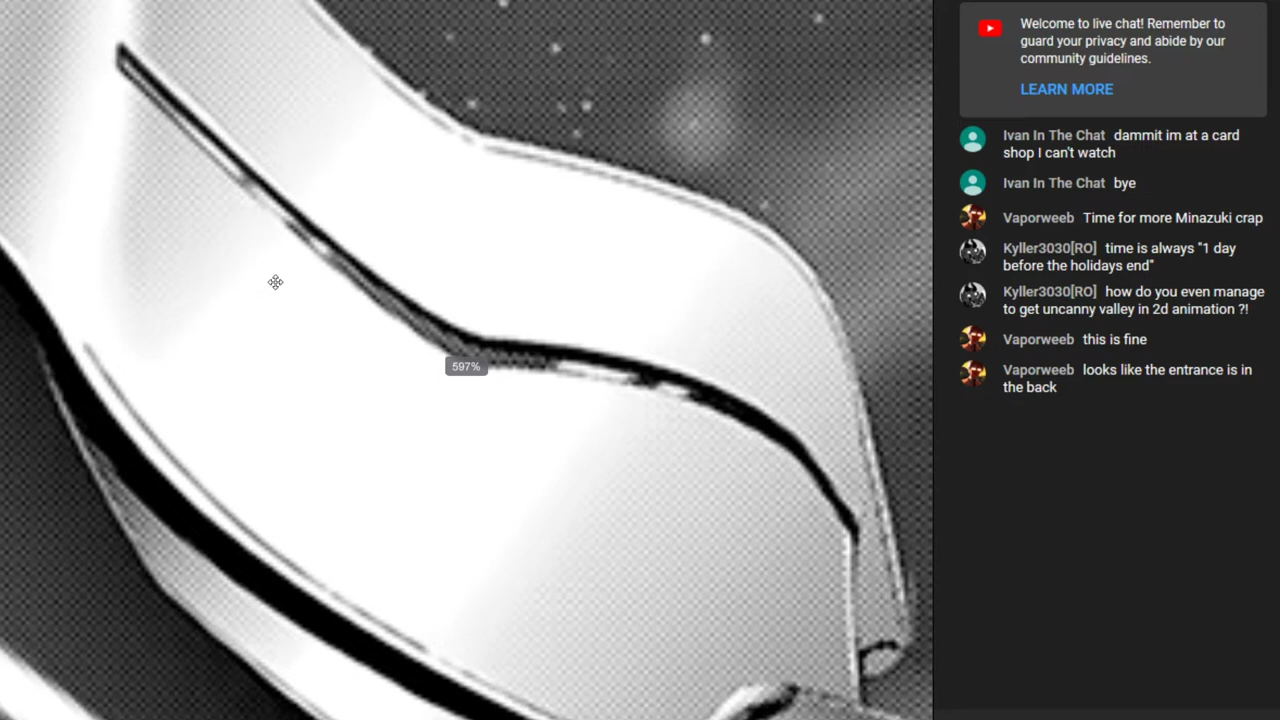 Welcome to live chat! Remember to
guard your privacy and abide by our
community guidelines.
LEARN MORE
Ivan In The Chat dammit im at a card
shop I can't watch
Ivan In The Chat bye
Vaporweeb Time for more Minazuki crap
Kyller3030[RO] time is always "1 day
before the holidays end"
Kyller3030[RO] how do you even manage
to get uncanny valley in 2d animation ?!
Vaporweeb this is fine
597%
Vaporweeb looks like the entrance is in
the back